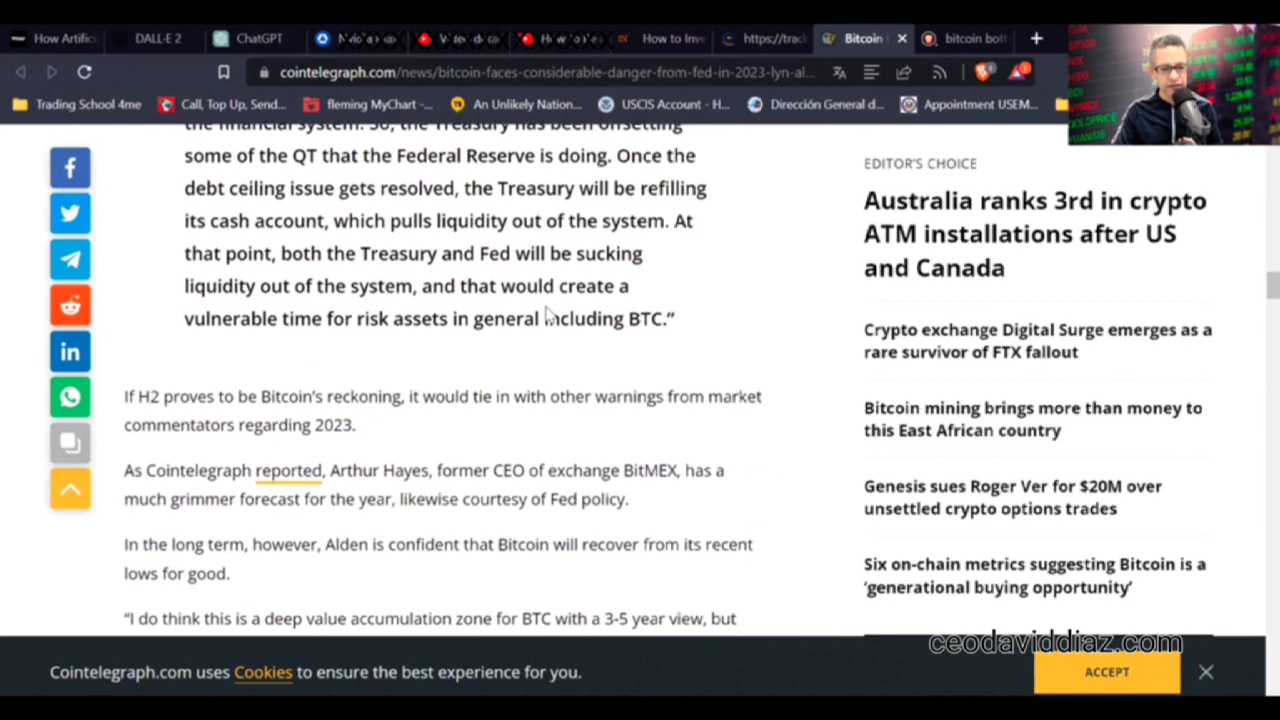 How Artific
DALL·E 2
ChatGPT
How to Inve
https://track
Bitcoin
bitcoin bott
cointelegraph.com/news/bitcoin-faces-considerable-danger-from-fed-in-2023-lyn-al...
Trading School 4me
Call, Top Up, Send...
fleming MyChart -...
An Unlikely Nation...
USCIS Account - H...
Dirección General d...
Appointment USEM...
the financial system. So, the Treasury has been offsetting
some of the QT that the Federal Reserve is doing. Once the
debt ceiling issue gets resolved, the Treasury will be refilling
its cash account, which pulls liquidity out of the system. At
that point, both the Treasury and Fed will be sucking
liquidity out of the system, and that would create a
vulnerable time for risk assets in general including BTC.”
If H2 proves to be Bitcoin’s reckoning, it would tie in with other warnings from market
commentators regarding 2023.
As Cointelegraph reported, Arthur Hayes, former CEO of exchange BitMEX, has a
much grimmer forecast for the year, likewise courtesy of Fed policy.
In the long term, however, Alden is confident that Bitcoin will recover from its recent
lows for good.
“I do think this is a deep value accumulation zone for BTC with a 3-5 year view, but
EDITOR’S CHOICE
Australia ranks 3rd in crypto
ATM installations after US
and Canada
Crypto exchange Digital Surge emerges as a
rare survivor of FTX fallout
Bitcoin mining brings more than money to
this East African country
Genesis sues Roger Ver for $20M over
unsettled crypto options trades
Six on-chain metrics suggesting Bitcoin is a
‘generational buying opportunity’
ceodaviddiaz.com
Cointelegraph.com uses Cookies to ensure the best experience for you.
ACCEPT